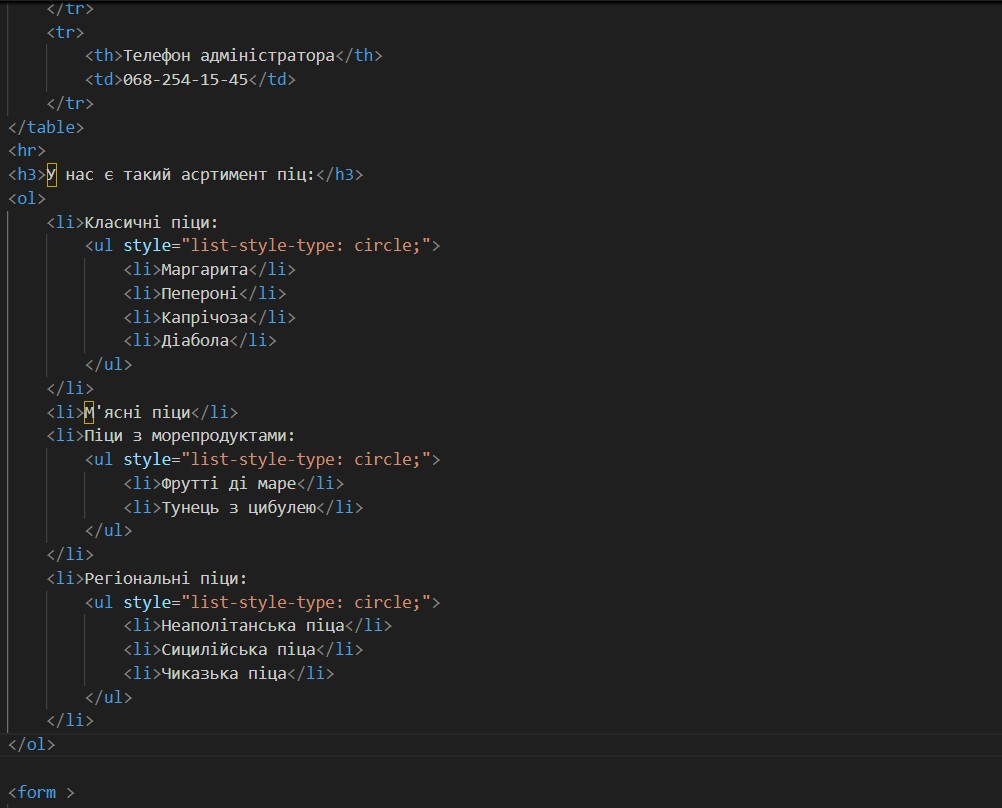 </tr>
<tr>
<th>Телефон адміністратора</th>
<td>068-254-15-45</td>
</tr>
</table>
<hr>
<h3>У нас є такий асртимент піц:</h3>
<ol>
<li>Класичні піци:
<ul style="list-style-type: circle;">
<li>Маргарита</li>
<li>Пепероні</li>
<li>Капрічоза</li>
<li>Діабола</li>
</ul>
</li>
<li>М'ясні піци</li>
<li>Піци з морепродуктами:
<ul style="list-style-type: circle;">
<li>Фрутті ді маре</li>
<li>Тунець з цибулею</li>
</ul>
</li>
<li>Регіональні піци:
<ul style="list-style-type: circle;">
<li>Неаполітанська піца</li>
<li>Сицилійська піца</li>
<li>Чиказька піца</li>
</ul>
</li>
</ol>
<form >